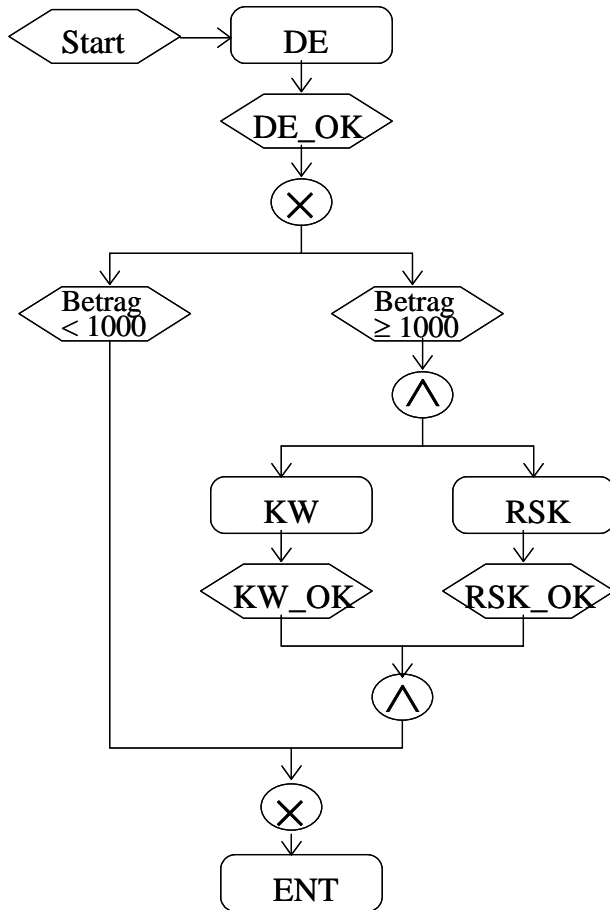 Start
DE
DE_OK
Betrag
< 1000
Betrag
≥ 1000
KW
RSK
KW_OK
RSK_OK
ENT